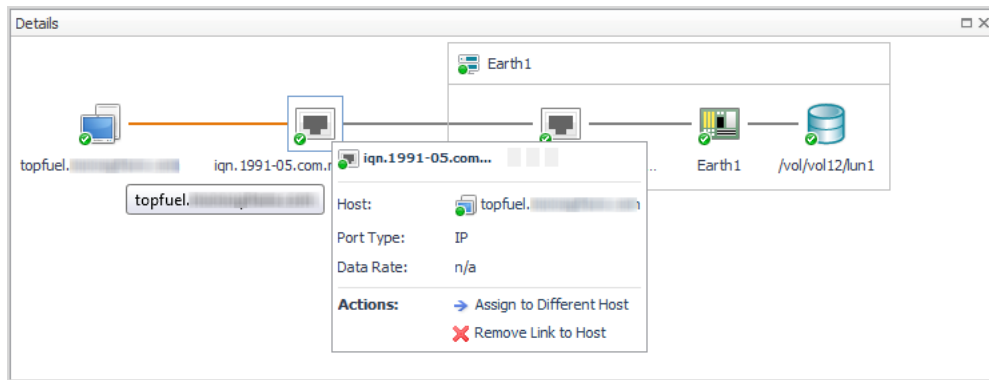 Details
Earth1
topfuel.
iqn.1991-05.com.r
..
Earth1
/vol/vol12/lun1
topfuel.
iqn.1991-05.com...
Host: topfuel.
Port Type: IP
Data Rate: n/a
Actions: Assign to Different Host
Remove Link to Host